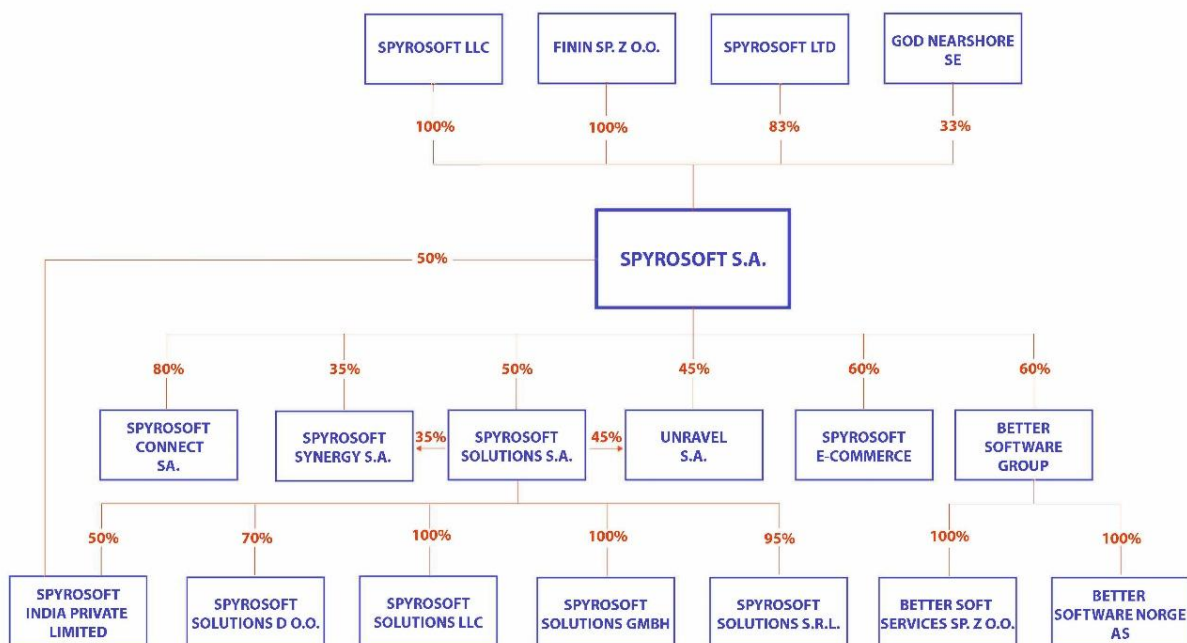 SPYROSOFT LLC
FININ SP. Z O.O.
SPYROSOFT LTD
GOD NEARSHORE
SE
100%
100%
83%
33%
SPYROSOFT S.A.
50%
80%
35%
50%
45%
60%
60%
SPYROSOFT
CONNECT
SA.
SPYROSOFT
SYNERGY S.A.
35%
SPYROSOFT
SOLUTIONS S.A.
45%
UNRAVEL
S.A.
SPYROSOFT
E-COMMERCE
BETTER
SOFTWARE
GROUP
50%
70%
100%
100%
95%
100%
100%
SPYROSOFT
INDIA PRIVATE
LIMITED
SPYROSOFT
SOLUTIONS D O.O.
SPYROSOFT
SOLUTIONS LLC
SPYROSOFT
SOLUTIONS GMBH
SPYROSOFT
SOLUTIONS S.R.L.
BETTER SOFT
SERVICES SP. Z O.O.
BETTER
SOFTWARE NORGE
AS